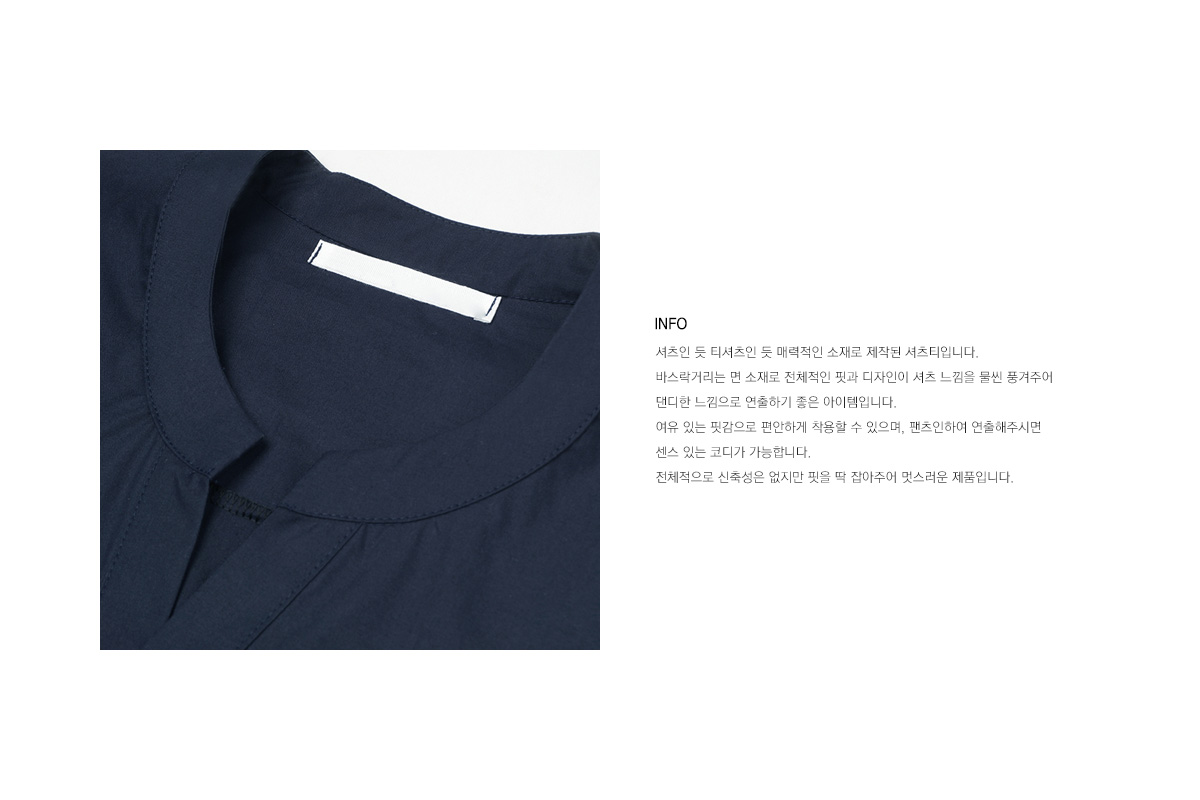 INFO
셔츠인 듯 티셔츠인 듯 매력적인 소재로 제작된 셔츠티입니다.
바스락거리는 면 소재로 전체적인 핏과 디자인이 셔츠 느낌을 물씬 풍겨주어
댄디한 느낌으로 연출하기 좋은 아이템입니다.
여유 있는 핏감으로 편안하게 착용할 수 있으며, 팬츠인하여 연출해주시면
센스 있는 코디가 가능합니다.
전체적으로 신축성은 없지만 핏을 딱 잡아주어 멋스러운 제품입니다.